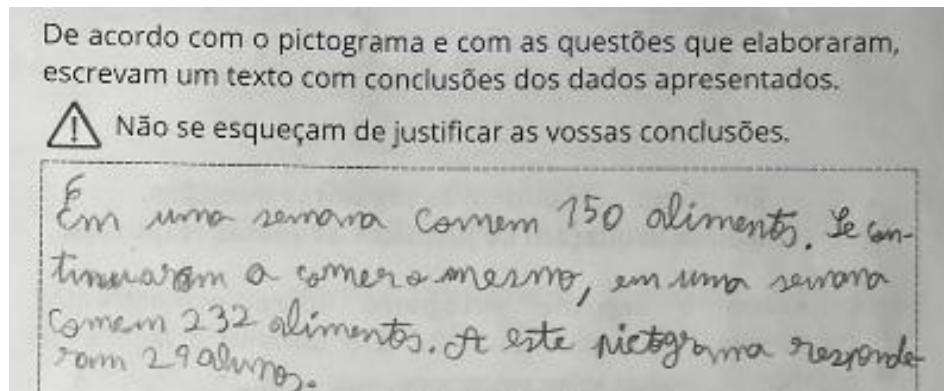 De acordo com o pictograma e com as questões que elaboraram,
escrevam um texto com conclusões dos dados apresentados.
Não se esqueçam de justificar as vossas conclusões.
Em uma semana comem 150 alimentos. Se con-
tinuaram a comer o mesmo, em uma semana
comem 232 alimentos. A este pictograma responde-
ram 29 alunos.